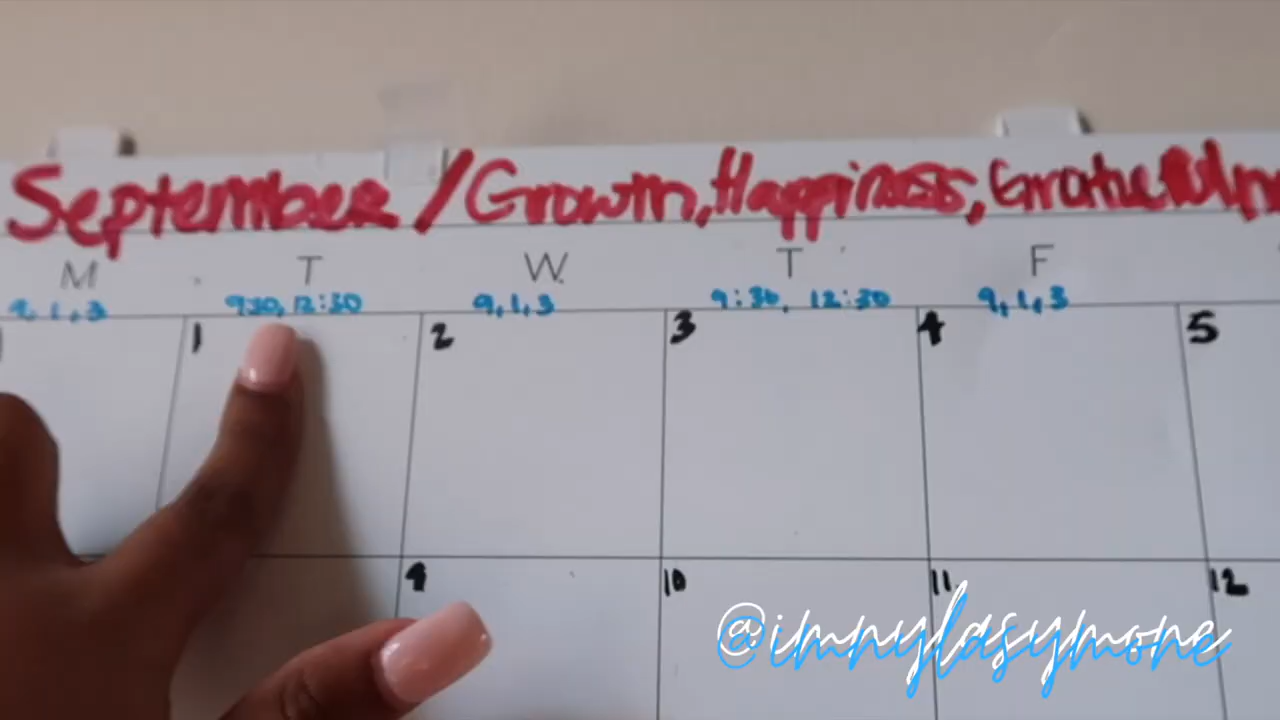 September / Growth, Happiness,
M T W T F
9, 1, 3 9:30, 12:30 9, 1, 3 9:30, 12:30 9, 1, 3
1 2 3 4 5
9 10 11 12
@imnylasymone